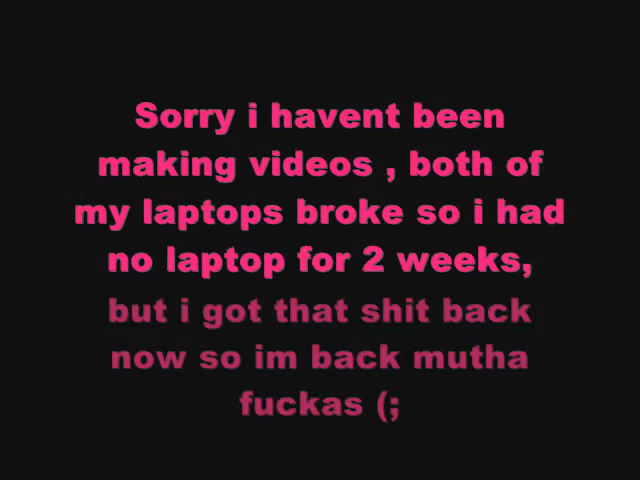 Sorry i havent been
making videos , both of
my laptops broke so i had
no laptop for 2 weeks,
but i got that shit back
now so im back mutha
fuckas (;